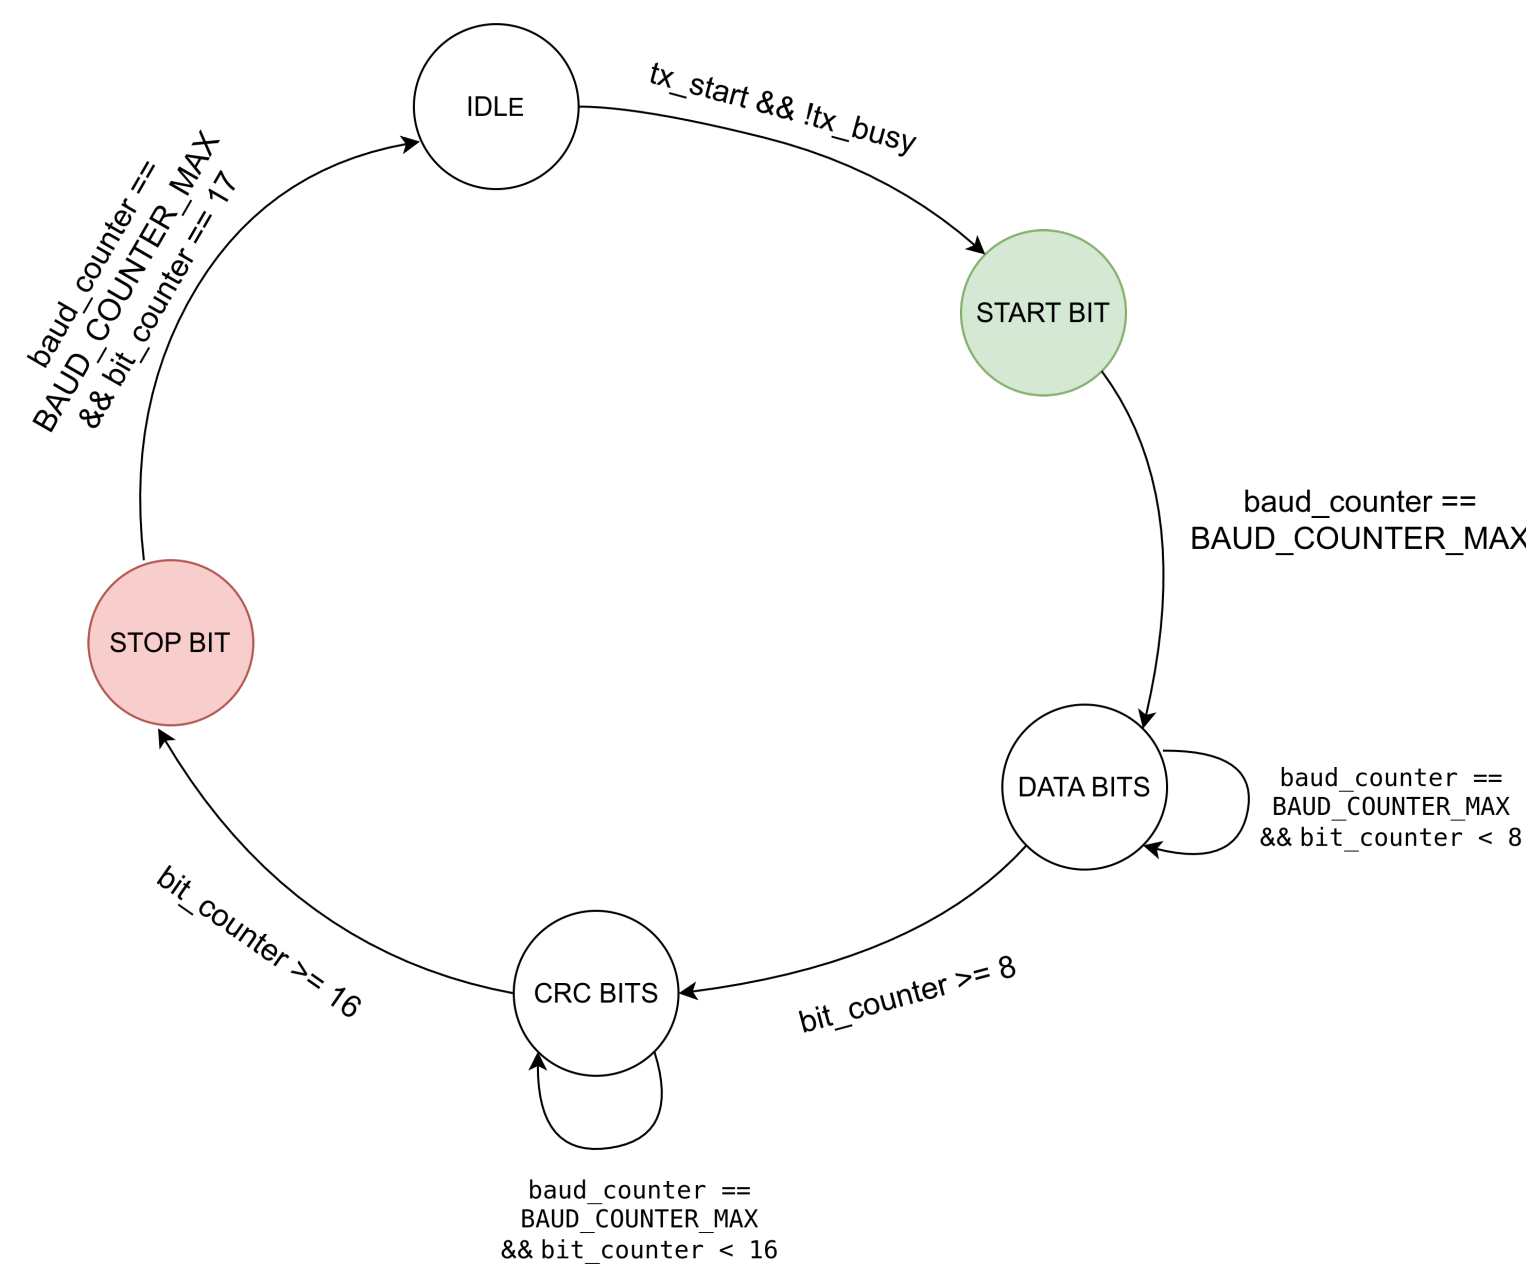 IDLE
tx_start && !tx_busy
START BIT
baud_counter ==
BAUD_COUNTER_MAX
DATA BITS
baud_counter ==
BAUD_COUNTER_MAX
&& bit_counter < 8
bit_counter >= 8
CRC BITS
baud_counter ==
BAUD_COUNTER_MAX
&& bit_counter < 16
bit_counter >= 16
STOP BIT
baud_counter ==
BAUD_COUNTER_MAX
&& bit_counter == 17